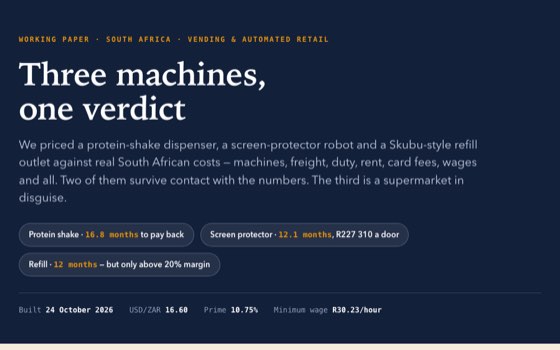 WORKING PAPER · SOUTH AFRICA · VENDING & AUTOMATED RETAIL
Three machines,
one verdict
We priced a protein-shake dispenser, a screen-protector robot and a Skubu-style refill
outlet against real South African costs — machines, freight, duty, rent, card fees, wages
and all. Two of them survive contact with the numbers. The third is a supermarket in
disguise.
Protein shake · 16.8 months to pay back
Screen protector · 12.1 months, R227 310 a door
Refill · 12 months — but only above 20% margin
Built 24 October 2026 USD/ZAR 16.60 Prime 10.75% Minimum wage R30.23/hour